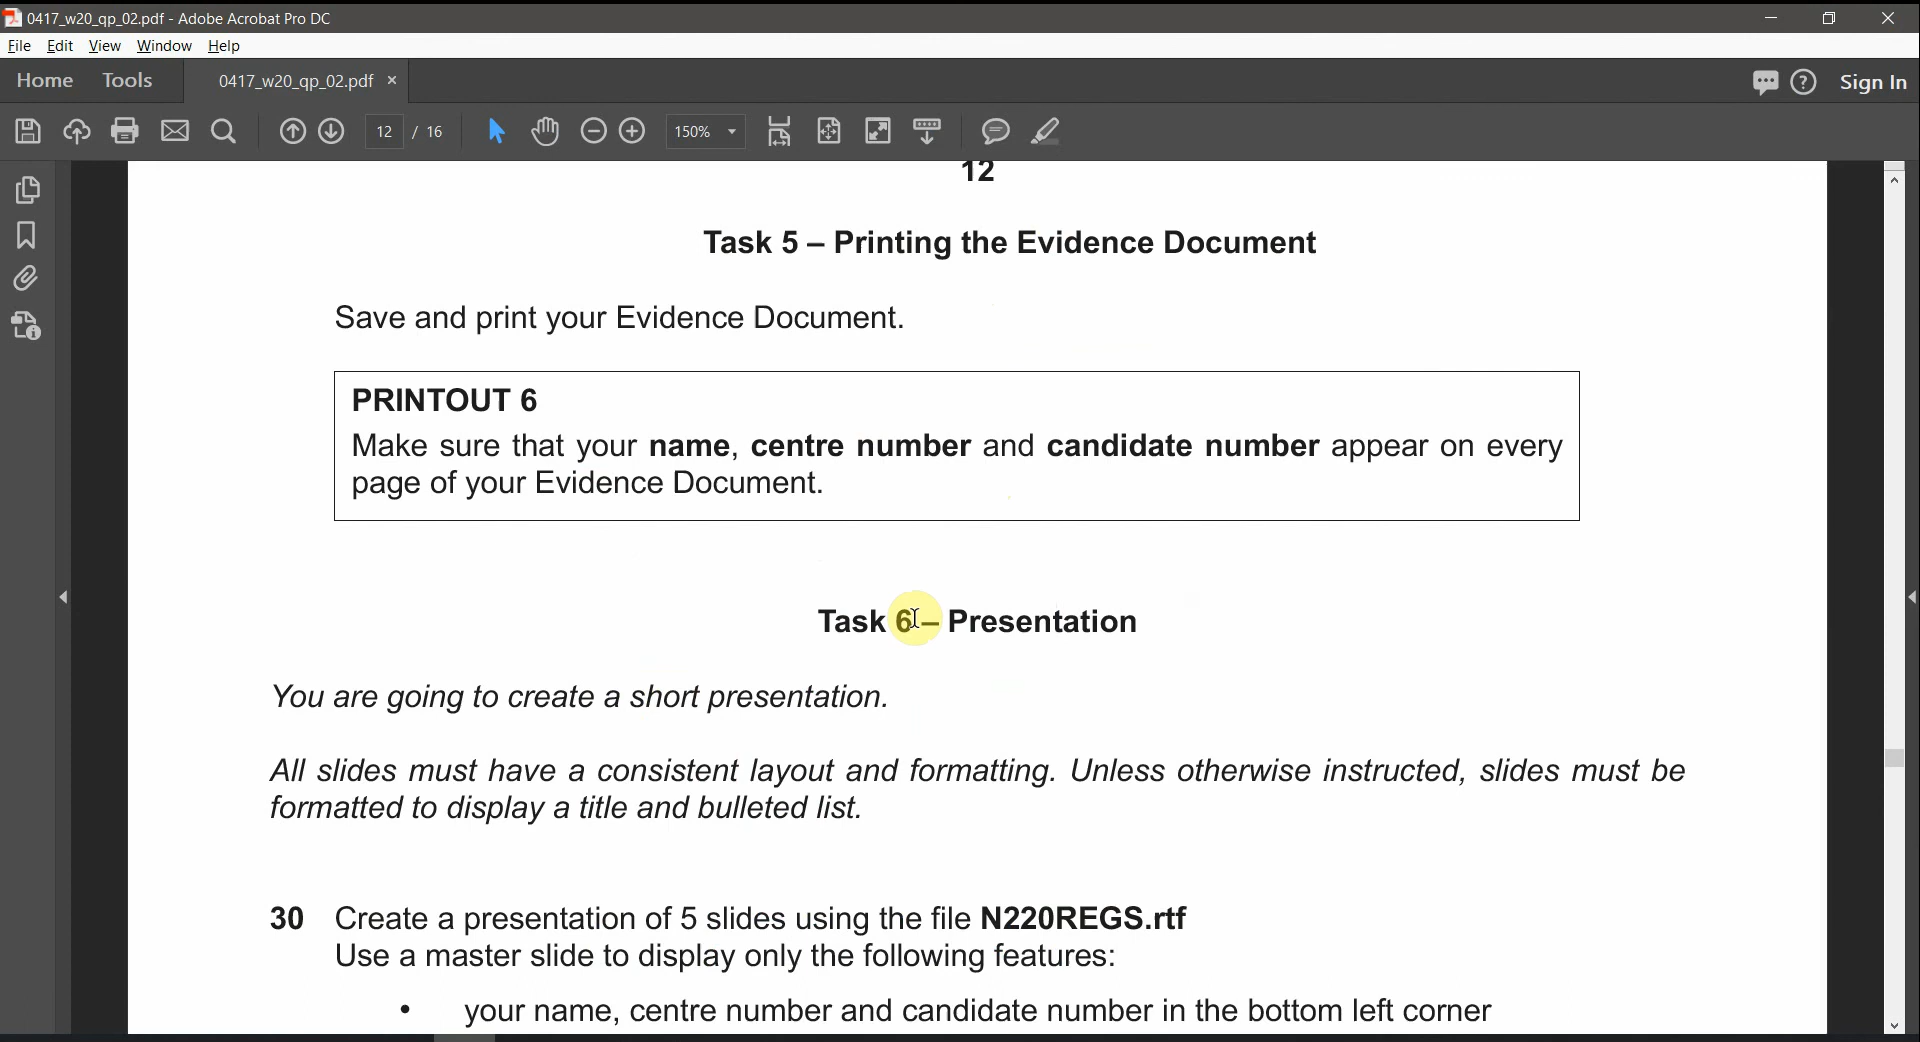 0417_w20_qp_02.pdf - Adobe Acrobat Pro DC
File Edit View Window Help
Home Tools 0417_w20_qp_02.pdf × Sign In
12 / 16 150%
12
Task 5 – Printing the Evidence Document
Save and print your Evidence Document.
PRINTOUT 6
Make sure that your name, centre number and candidate number appear on every
page of your Evidence Document.
Task 6 – Presentation
You are going to create a short presentation.
All slides must have a consistent layout and formatting. Unless otherwise instructed, slides must be
formatted to display a title and bulleted list.
30 Create a presentation of 5 slides using the file N220REGS.rtf
Use a master slide to display only the following features:
• your name, centre number and candidate number in the bottom left corner